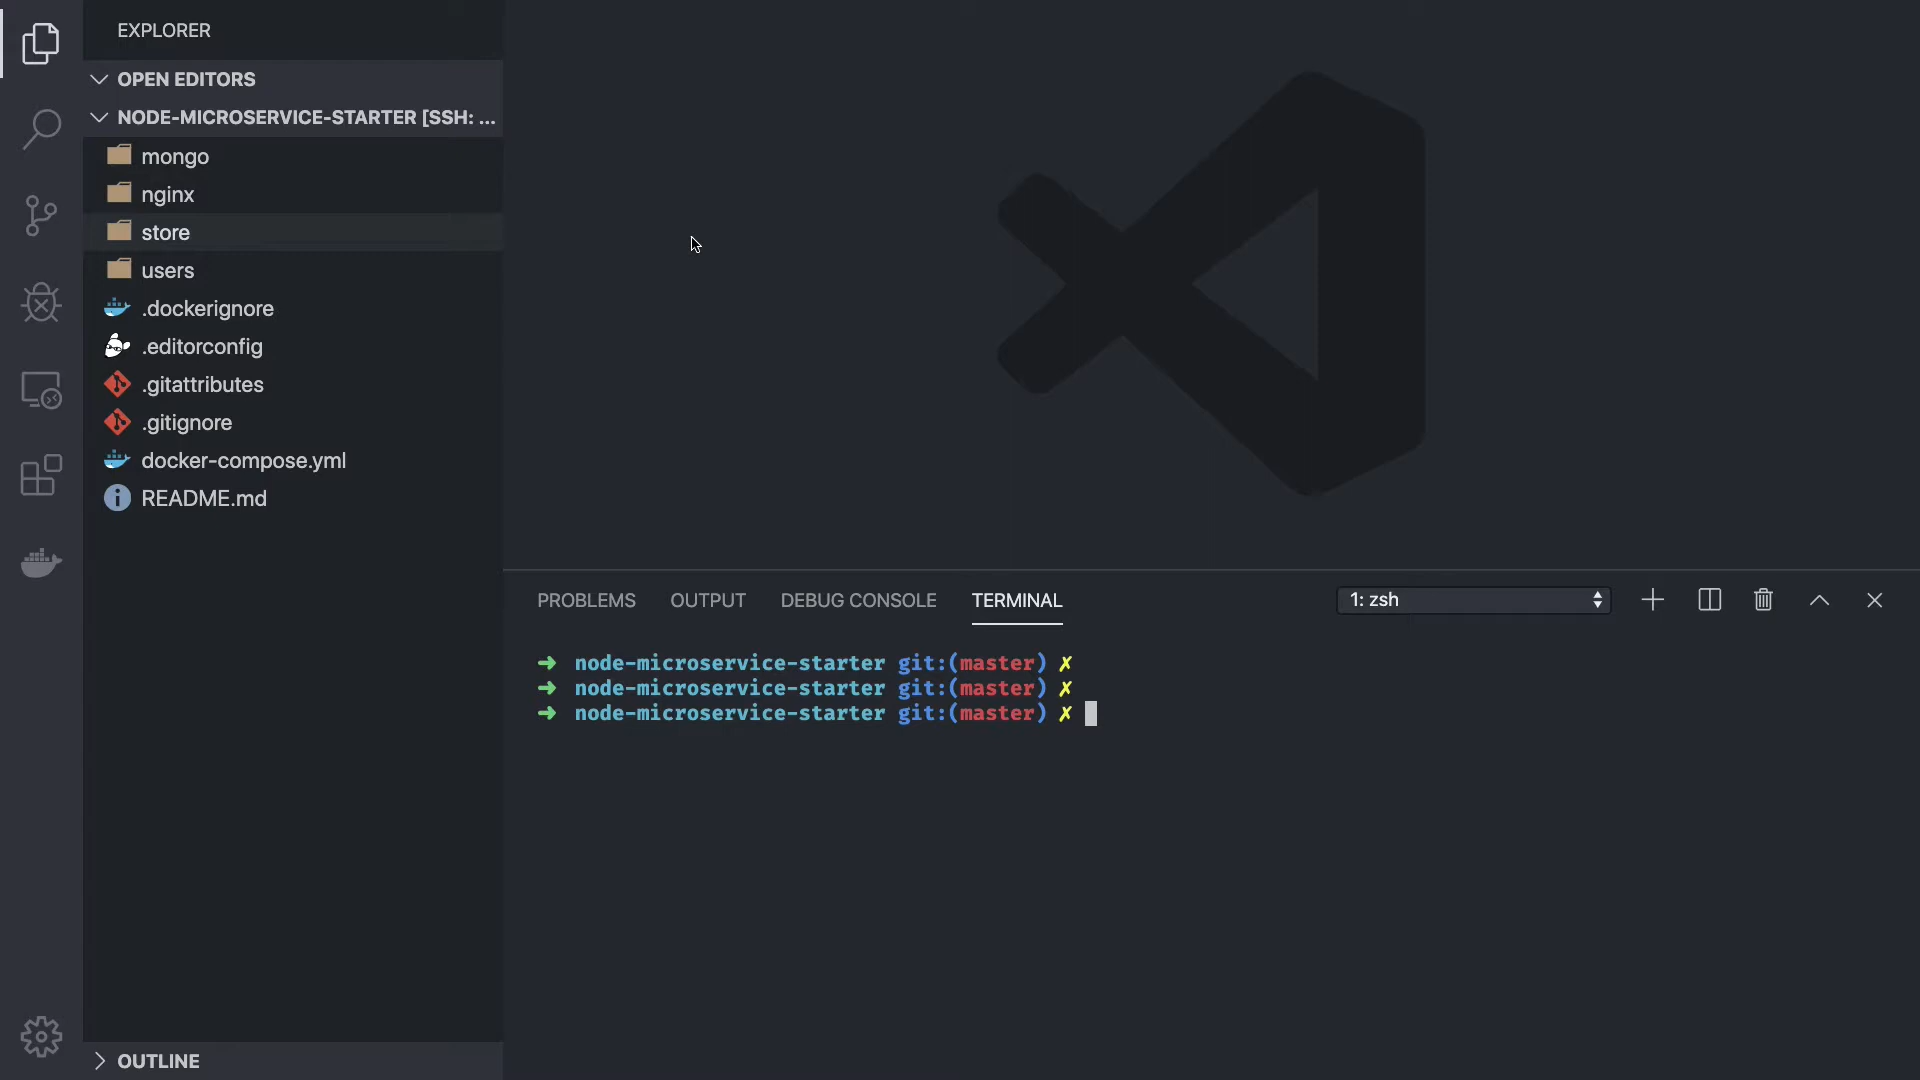 EXPLORER
OPEN EDITORS
NODE-MICROSERVICE-STARTER [SSH: ...
mongo
nginx
store
users
.dockerignore
.editorconfig
.gitattributes
.gitignore
docker-compose.yml
README.md
OUTLINE
PROBLEMS OUTPUT DEBUG CONSOLE TERMINAL 1: zsh
➜ node-microservice-starter git:(master) ✗
➜ node-microservice-starter git:(master) ✗
➜ node-microservice-starter git:(master) ✗